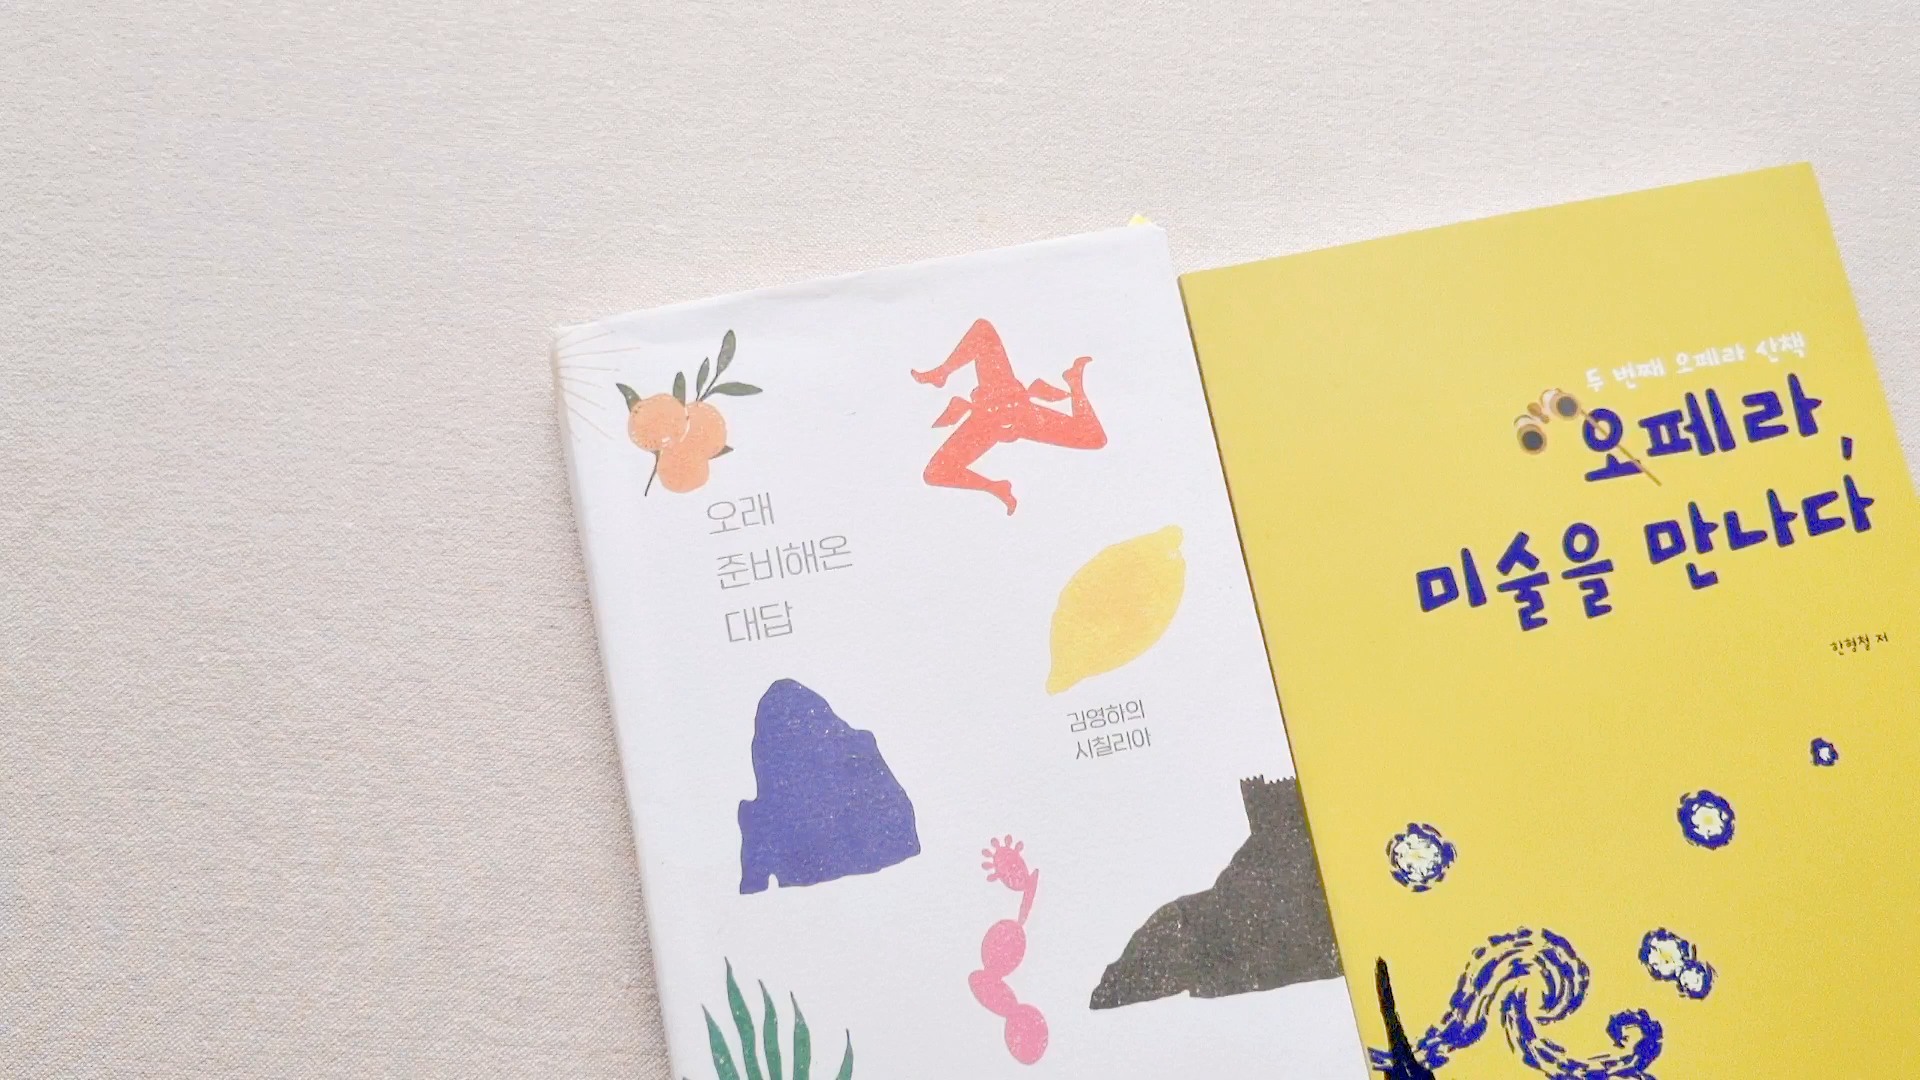 오래
준비해온
대답
김영하의
시칠리아
두 번째 오페라 산책
오페라,
미술을 만나다
한형철 저